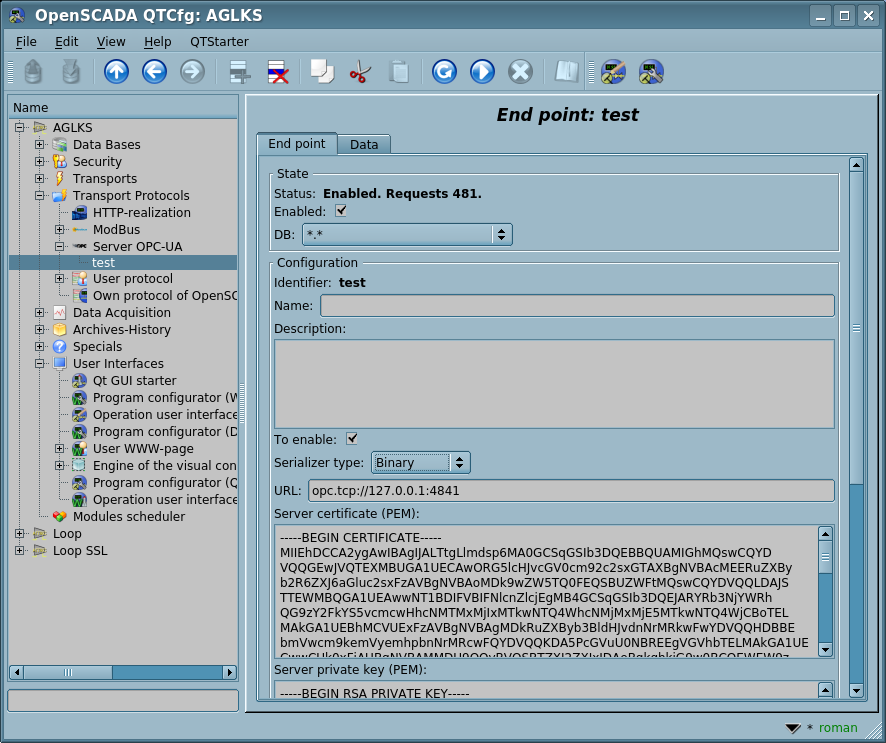 OpenSCADA QTCfg: AGLKS
File Edit View Help QTStarter
Name
AGLKS
Data Bases
Security
Transports
Transport Protocols
HTTP-realization
ModBus
Server OPC-UA
test
User protocol
Own protocol of OpenSC
Data Acquisition
Archives-History
Specials
User Interfaces
Qt GUI starter
Program configurator (W
Operation user interface
Program configurator (D
User WWW-page
Engine of the visual con
Program configurator (Q
Operation user interface
Modules scheduler
Loop
Loop SSL
End point: test
End point Data
State
Status: Enabled. Requests 481.
Enabled:
DB: *.*
Configuration
Identifier: test
Name:
Description:
To enable:
Serializer type: Binary
URL: opc.tcp://127.0.0.1:4841
Server certificate (PEM):
-----BEGIN CERTIFICATE-----
MIIEhDCCA2ygAwIBAgIJALTtgLlmdsp6MA0GCSqGSIb3DQEBBQUAMIGhMQswCQYD
VQQGEwJVQTEXMBUGA1UECAwORG5lcHJvcGV0cm92c2sxGTAXBgNVBAcMEERuZXBy
b2R6ZXJ6aGluc2sxFzAVBgNVBAoMDk9wZW5TQ0FEQSBUZWFtMQswCQYDVQQLDAJS
TTEWMBQGA1UEAwwNT1BDIFVBIFNlcnZlcjEgMB4GCSqGSIb3DQEJARYRb3NjYWRh
QG9zY2FkYS5vcmcwHhcNMTMxMjIxMTkwNTQ4WhcNMjMxMjE5MTkwNTQ4WjCBoTEL
MAkGA1UEBhMCVUExFzAVBgNVBAgMDkRuZXByb3BldHJvdnNrMRkwFwYDVQQHDBBE
bmVwcm9kemVyemhpbnNrMRcwFQYDVQQKDA5PcGVuU0NBREEgVGVhbTELMAkGA1UE
Server private key (PEM):
-----BEGIN RSA PRIVATE KEY-----
* roman